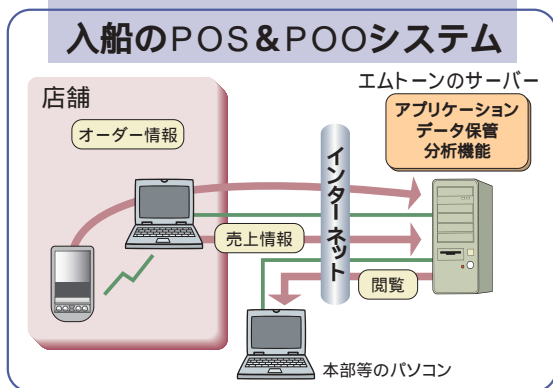 入船のPOS&POOシステム
エムトーンのサーバー
店舗
アプリケーション
データ保管
分析機能
オーダー情報
インターネット
売上情報
閲覧
本部等のパソコン